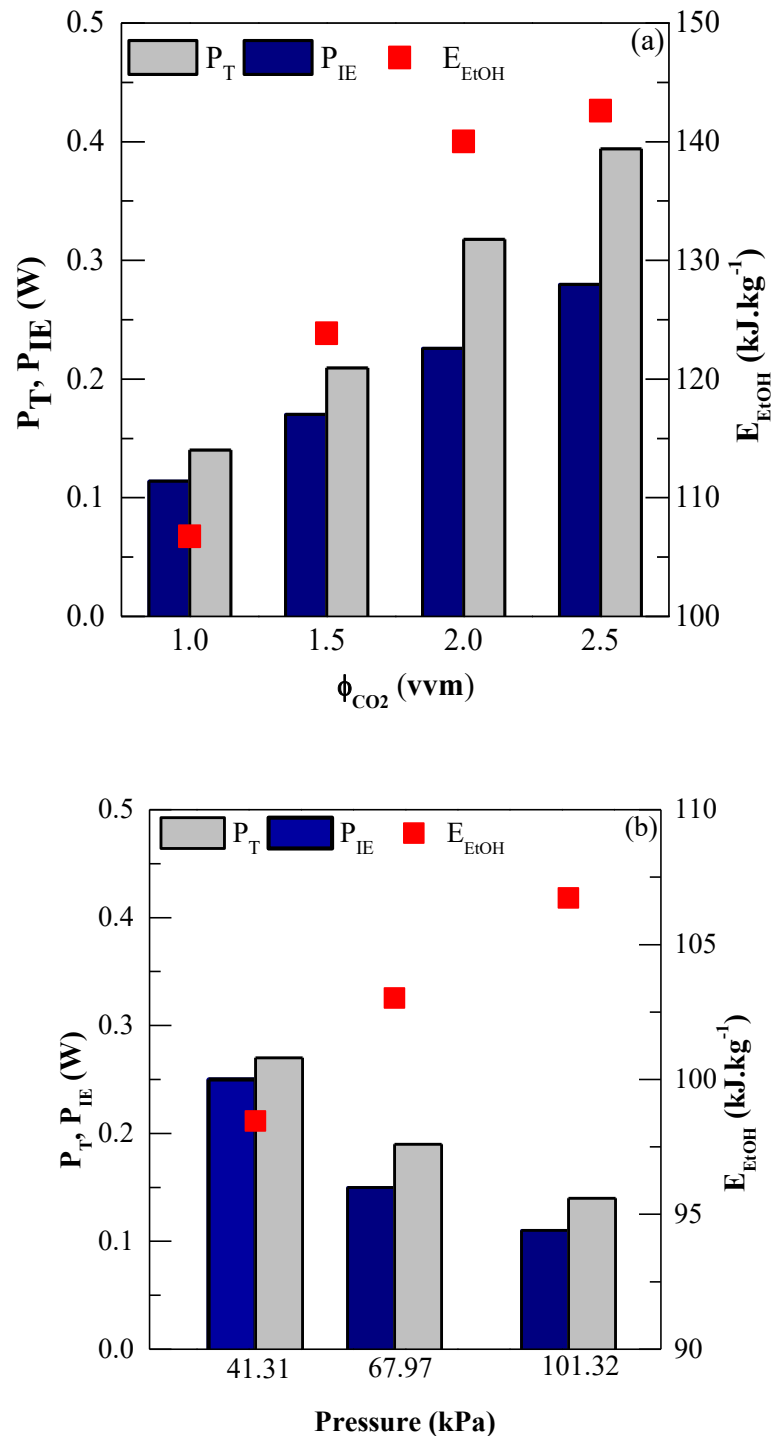 (a)
P_T P_IE E_EtOH
0.5
0.4
0.3
0.2
0.1
0.0
P_T, P_IE (W)
150
140
130
120
110
100
E_EtOH (kJ.kg⁻¹)
1.0 1.5 2.0 2.5
ϕ_CO2 (vvm)
(b)
P_T P_IE E_EtOH
0.5
0.4
0.3
0.2
0.1
0.0
P_T, P_IE (W)
110
105
100
95
90
E_EtOH (kJ.kg⁻¹)
41.31 67.97 101.32
Pressure (kPa)